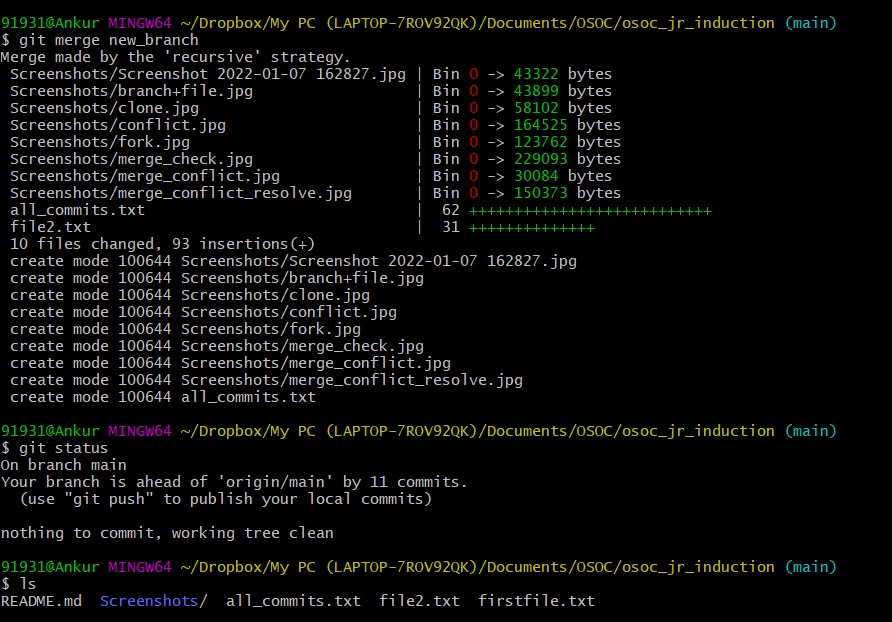 91931@Ankur MINGW64 ~/Dropbox/My PC (LAPTOP-7ROV92QK)/Documents/OSOC/osoc_jr_induction (main)
$ git merge new_branch
Merge made by the 'recursive' strategy.
 Screenshots/Screenshot 2022-01-07 162827.jpg | Bin 0 -> 43322 bytes
 Screenshots/branch+file.jpg                  | Bin 0 -> 43899 bytes
 Screenshots/clone.jpg                        | Bin 0 -> 58102 bytes
 Screenshots/conflict.jpg                     | Bin 0 -> 164525 bytes
 Screenshots/fork.jpg                         | Bin 0 -> 123762 bytes
 Screenshots/merge_check.jpg                  | Bin 0 -> 229093 bytes
 Screenshots/merge_conflict.jpg               | Bin 0 -> 30084 bytes
 Screenshots/merge_conflict_resolve.jpg       | Bin 0 -> 150373 bytes
 all_commits.txt                              |  62 +++++++++++++++++++++++++++
 file2.txt                                    |  31 ++++++++++++++
 10 files changed, 93 insertions(+)
 create mode 100644 Screenshots/Screenshot 2022-01-07 162827.jpg
 create mode 100644 Screenshots/branch+file.jpg
 create mode 100644 Screenshots/clone.jpg
 create mode 100644 Screenshots/conflict.jpg
 create mode 100644 Screenshots/fork.jpg
 create mode 100644 Screenshots/merge_check.jpg
 create mode 100644 Screenshots/merge_conflict.jpg
 create mode 100644 Screenshots/merge_conflict_resolve.jpg
 create mode 100644 all_commits.txt
91931@Ankur MINGW64 ~/Dropbox/My PC (LAPTOP-7ROV92QK)/Documents/OSOC/osoc_jr_induction (main)
$ git status
On branch main
Your branch is ahead of 'origin/main' by 11 commits.
  (use "git push" to publish your local commits)
nothing to commit, working tree clean
91931@Ankur MINGW64 ~/Dropbox/My PC (LAPTOP-7ROV92QK)/Documents/OSOC/osoc_jr_induction (main)
$ ls
README.md  Screenshots/  all_commits.txt  file2.txt  firstfile.txt